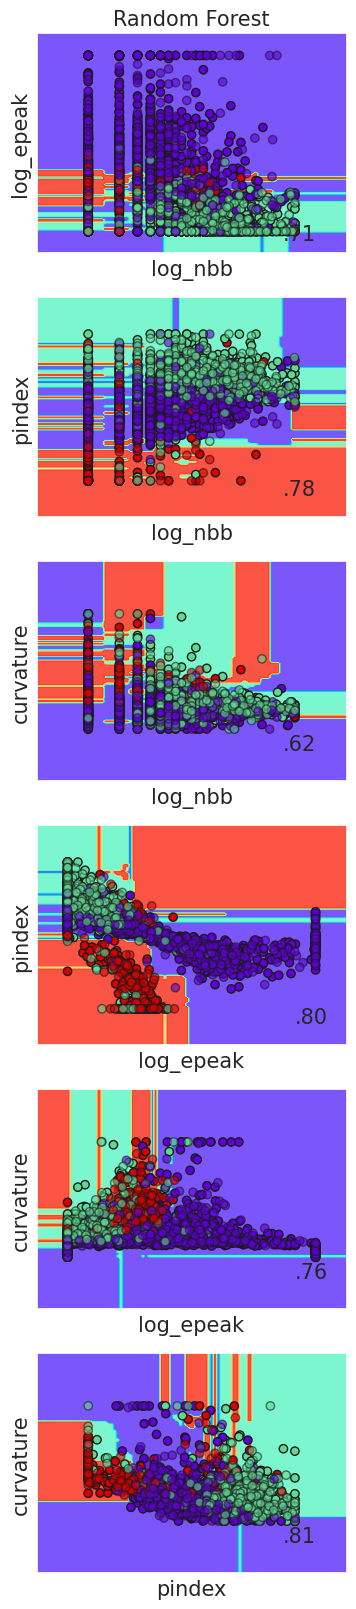 Random Forest
log_epeak
.71
log_nbb
pindex
.78
log_nbb
curvature
.62
log_nbb
pindex
.80
log_epeak
curvature
.76
log_epeak
curvature
.81
pindex